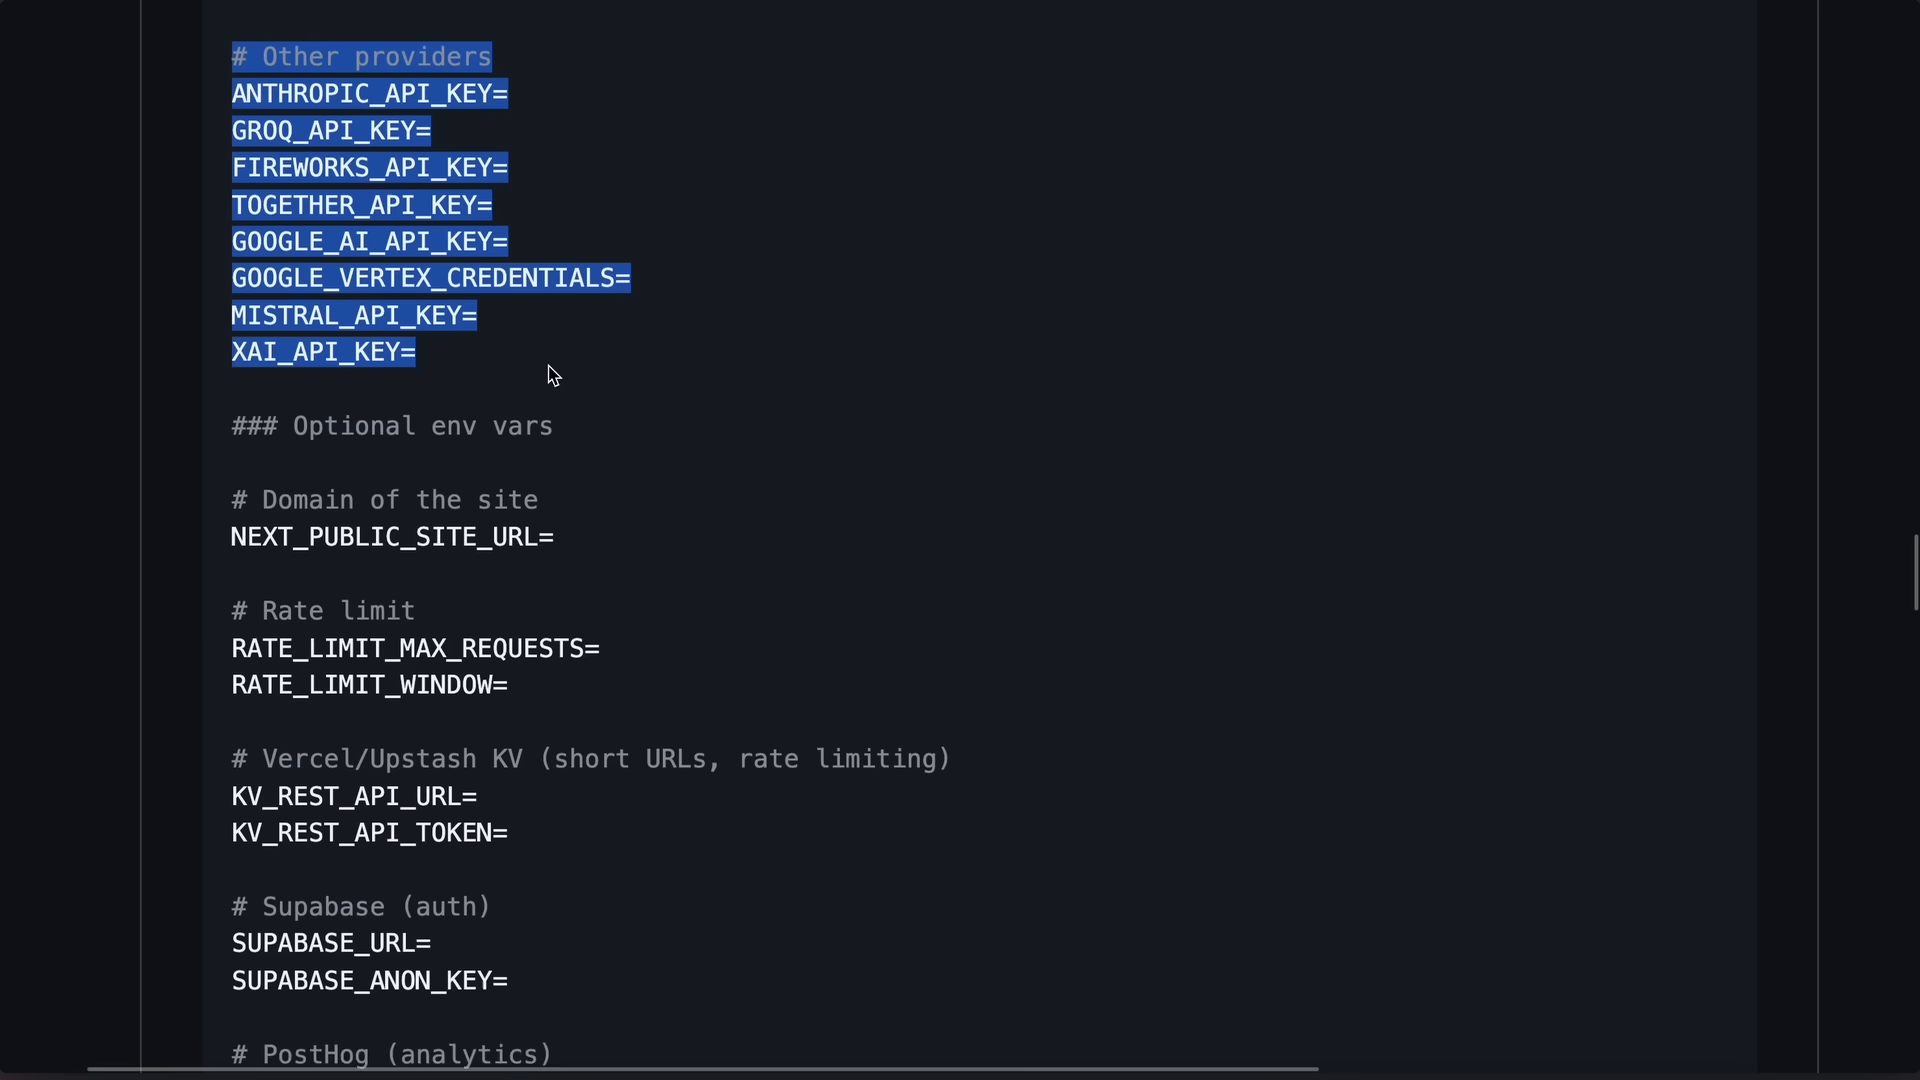 # Other providers
ANTHROPIC_API_KEY=
GROQ_API_KEY=
FIREWORKS_API_KEY=
TOGETHER_API_KEY=
GOOGLE_AI_API_KEY=
GOOGLE_VERTEX_CREDENTIALS=
MISTRAL_API_KEY=
XAI_API_KEY=
### Optional env vars
# Domain of the site
NEXT_PUBLIC_SITE_URL=
# Rate limit
RATE_LIMIT_MAX_REQUESTS=
RATE_LIMIT_WINDOW=
# Vercel/Upstash KV (short URLs, rate limiting)
KV_REST_API_URL=
KV_REST_API_TOKEN=
# Supabase (auth)
SUPABASE_URL=
SUPABASE_ANON_KEY=
# PostHog (analytics)